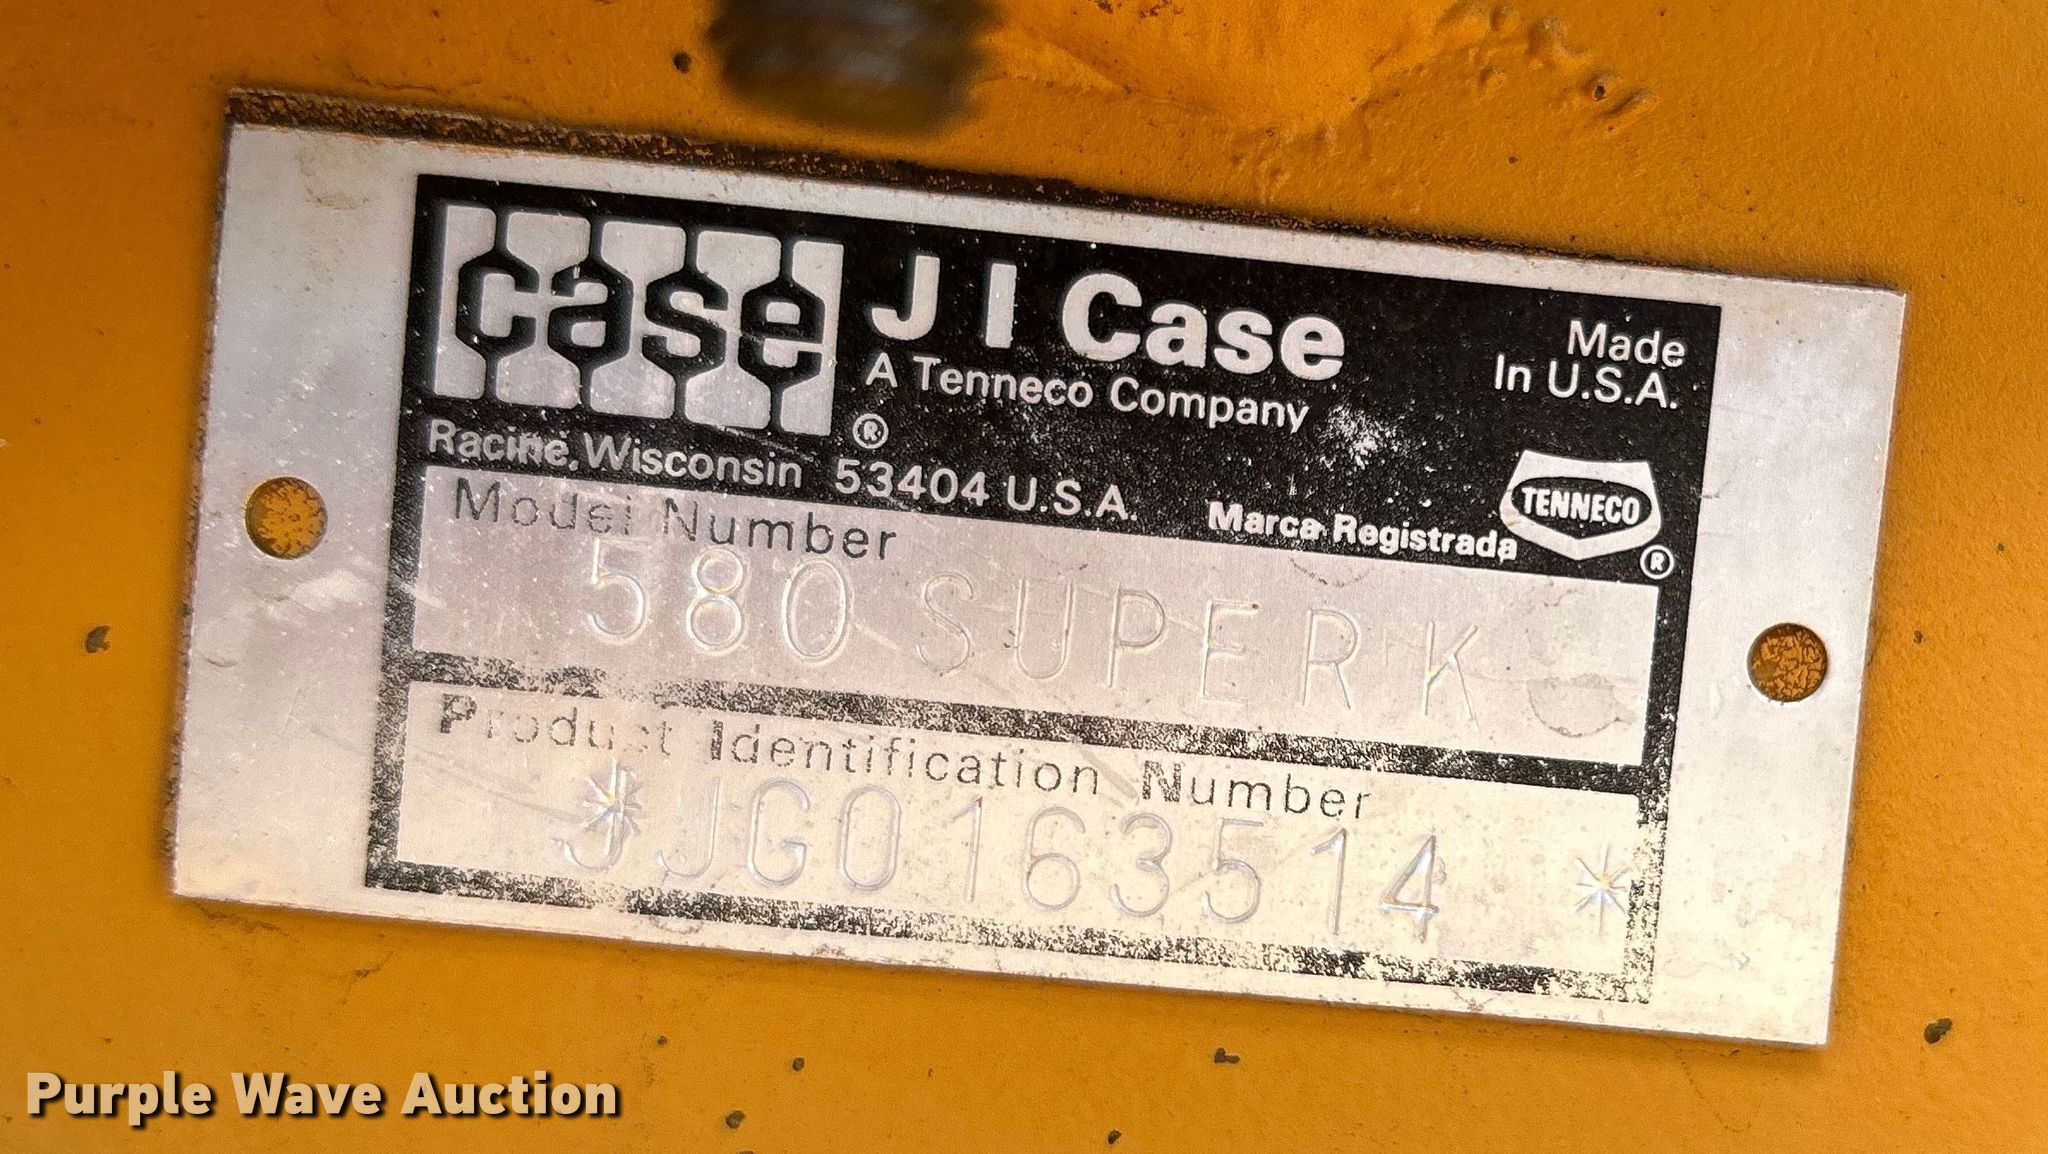 case ®
J I Case
A Tenneco Company
Made
In U.S.A.
Racine, Wisconsin 53404 U.S.A.
Marca Registrada
TENNECO ®
Model Number
580 SUPER K
Product Identification Number
*JJG0163514*
Purple Wave Auction